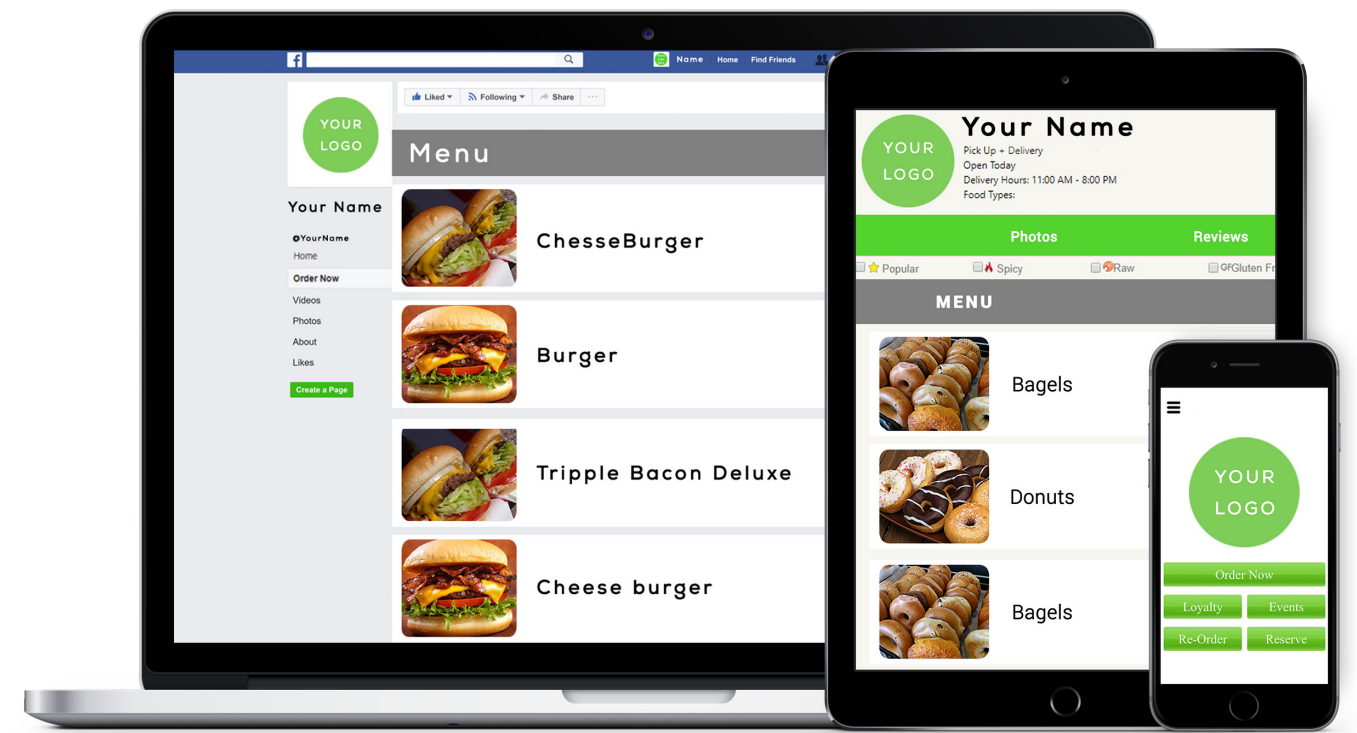 f
Name Home Find Friends
YOUR
LOGO
Liked Following Share ...
Menu
Your Name
@YourName
Home
Order Now
Videos
Photos
About
Likes
Create a Page
ChesseBurger
Burger
Tripple Bacon Deluxe
Cheese burger
YOUR
LOGO
Your Name
Pick Up + Delivery
Open Today
Delivery Hours: 11:00 AM - 8:00 PM
Food Types:
Photos Reviews
Popular Spicy Raw GFGluten Fr
MENU
Bagels
Donuts
Bagels
YOUR
LOGO
Order Now
Loyalty Events
Re-Order Reserve